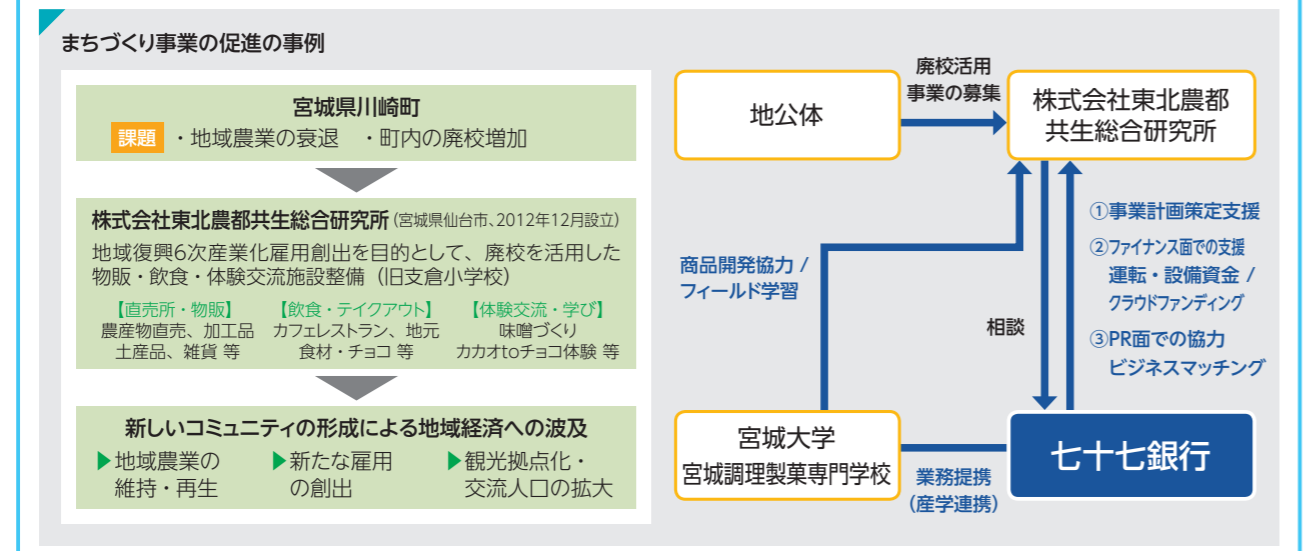 まちづくり事業の促進の事例
宮城県川崎町
課題 ・地域農業の衰退 ・町内の廃校増加
株式会社東北農都共生総合研究所(宮城県仙台市、2012年12月設立)
地域復興6次産業化雇用創出を目的として、廃校を活用した
物販・飲食・体験交流施設整備（旧支倉小学校）
【直売所・物販】
農産物直売、加工品
土産品、雑貨 等
【飲食・テイクアウト】
カフェレストラン、地元
食材・チョコ 等
【体験交流・学び】
味噌づくり
カカオtoチョコ体験 等
新しいコミュニティの形成による地域経済への波及
▶地域農業の
維持・再生
▶新たな雇用
の創出
▶観光拠点化・
交流人口の拡大
地公体
廃校活用
事業の募集
株式会社東北農都
共生総合研究所
商品開発協力 /
フィールド学習
相談
①事業計画策定支援
②ファイナンス面での支援
運転・設備資金 /
クラウドファンディング
③PR面での協力
ビジネスマッチング
宮城大学
宮城調理製菓専門学校
業務提携
(産学連携)
七十七銀行